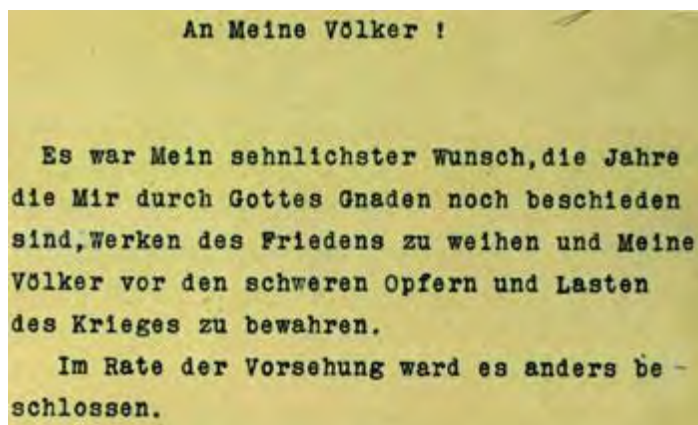 An Meine Völker !
Es war Mein sehnlichster Wunsch,die Jahre
die Mir durch Gottes Gnaden noch beschieden
sind,Werken des Friedens zu weihen und Meine
Völker vor den schweren Opfern und Lasten
des Krieges zu bewahren.
Im Rate der Vorsehung ward es anders be -
schlossen.